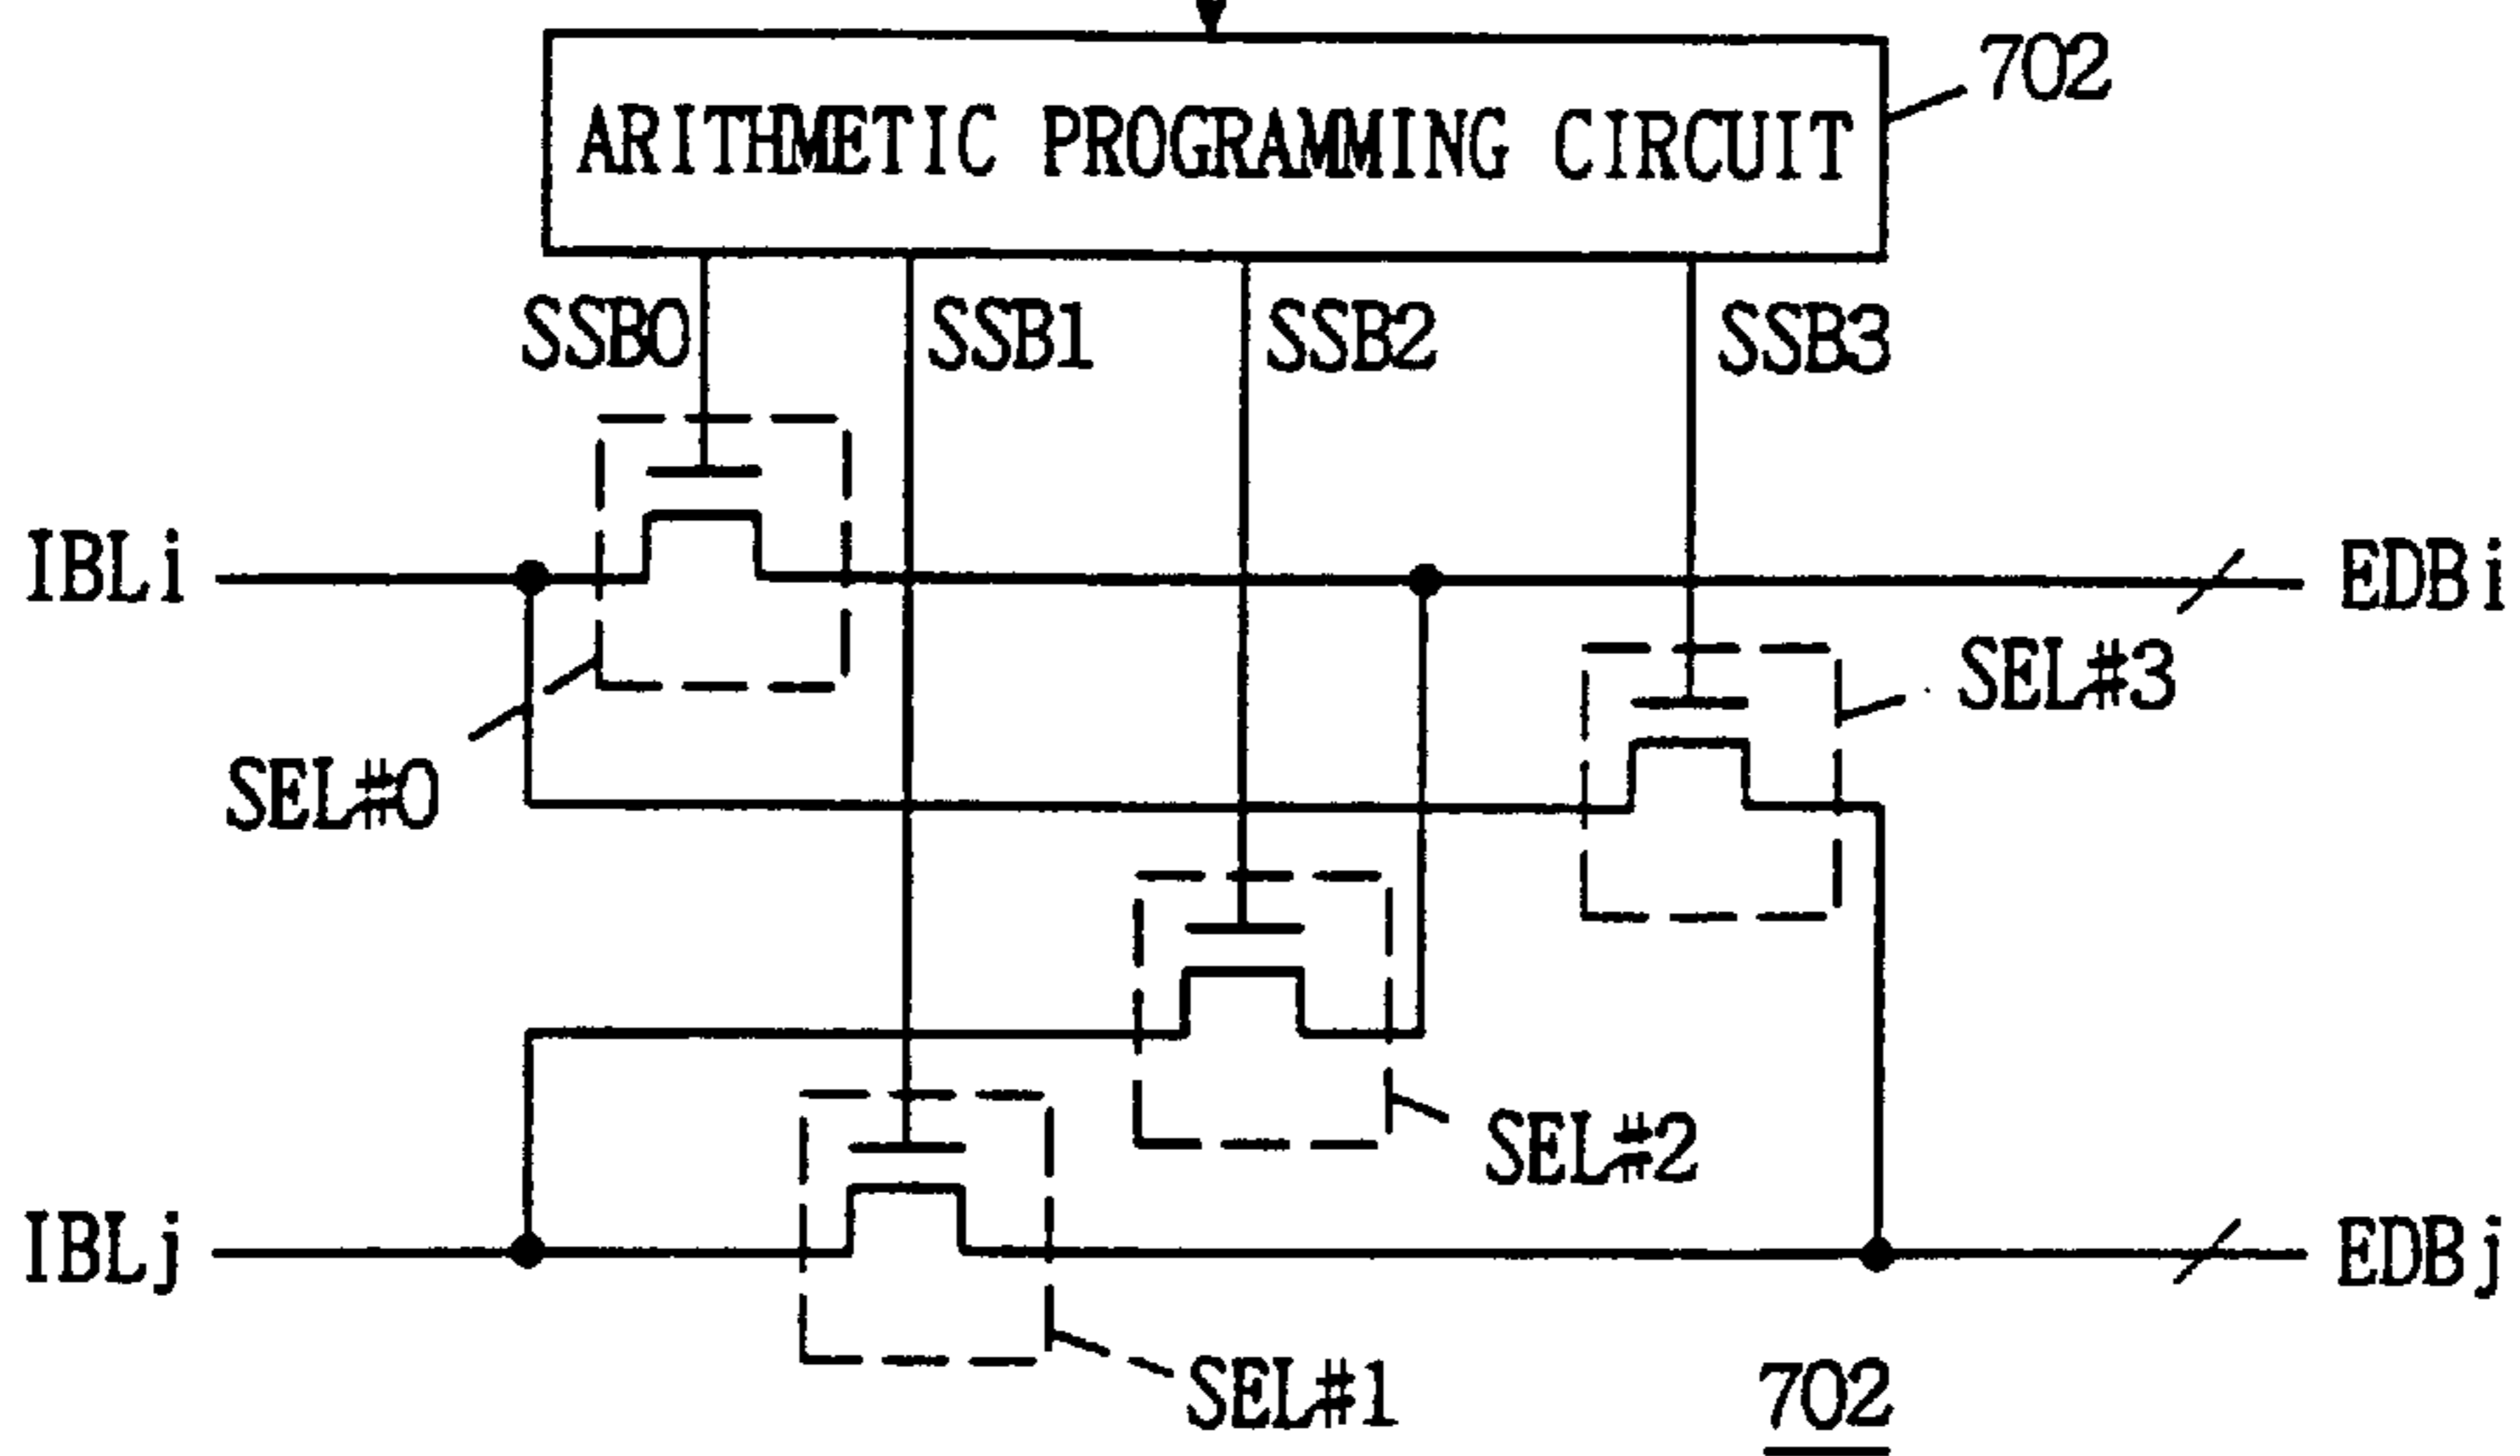 702
ARITHMETIC PROGRAMMING CIRCUIT
SSB0 SSB1 SSB2 SSB3
IBLi EDBi
SEL#3
SEL#0
SEL#2
IBLj EDBj
SEL#1
702